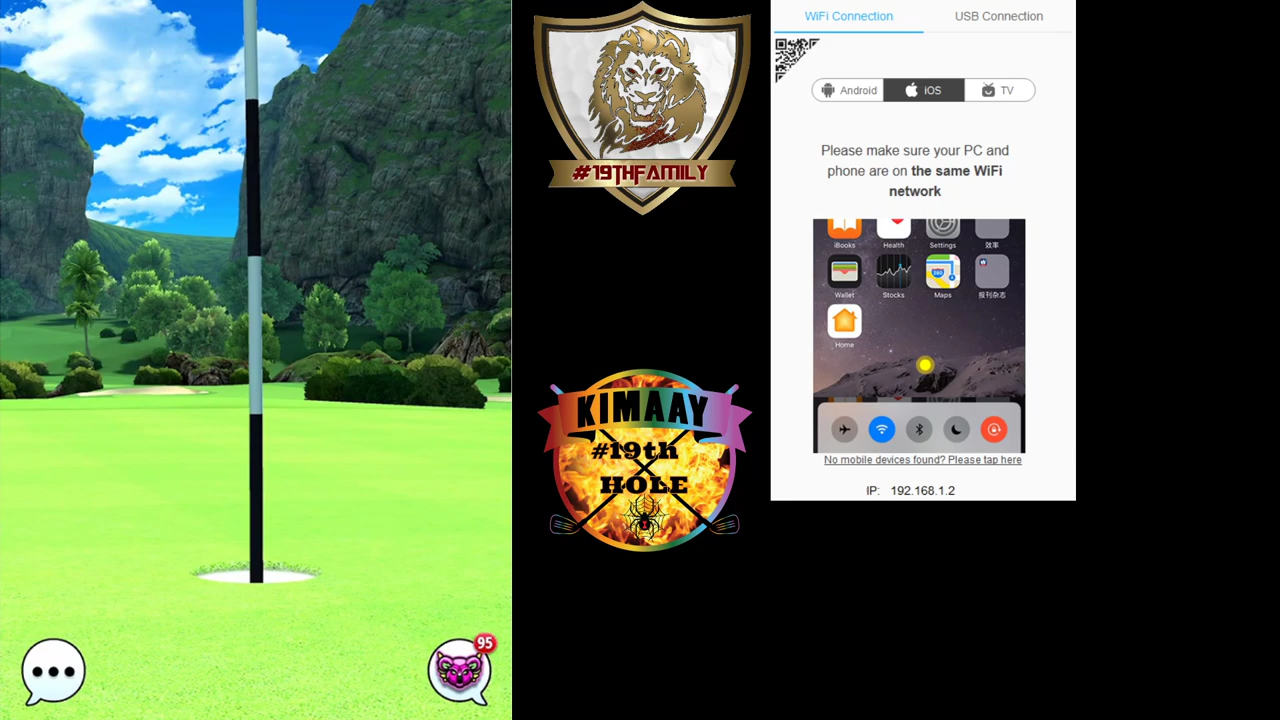 95
#19THFAMILY
KIMAAY
#19th
HOLE
WiFi Connection
USB Connection
Android
iOS
TV
Please make sure your PC and
phone are on the same WiFi
network
iBooks
Health
Settings
效率
Wallet
Stocks
Maps
报刊杂志
Home
No mobile devices found? Please tap here
IP: 192.168.1.2